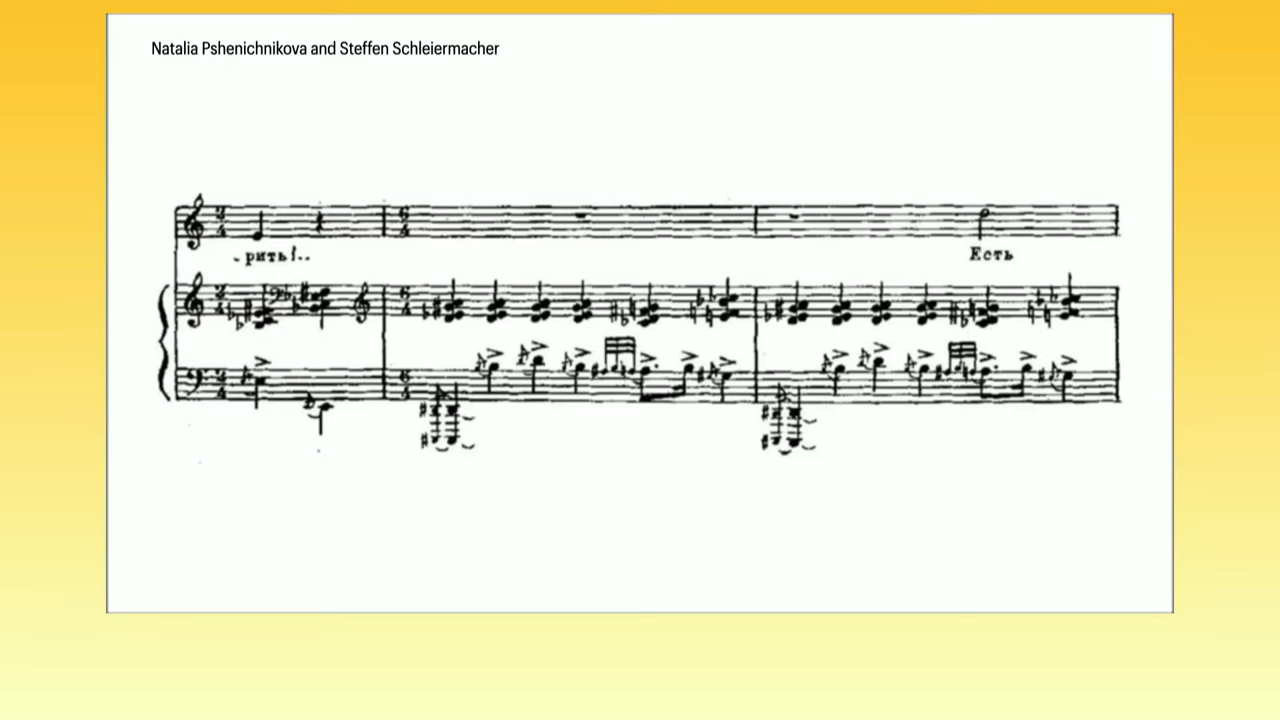 Natalia Pshenichnikova and Steffen Schleiermacher
-рить!.. Есть